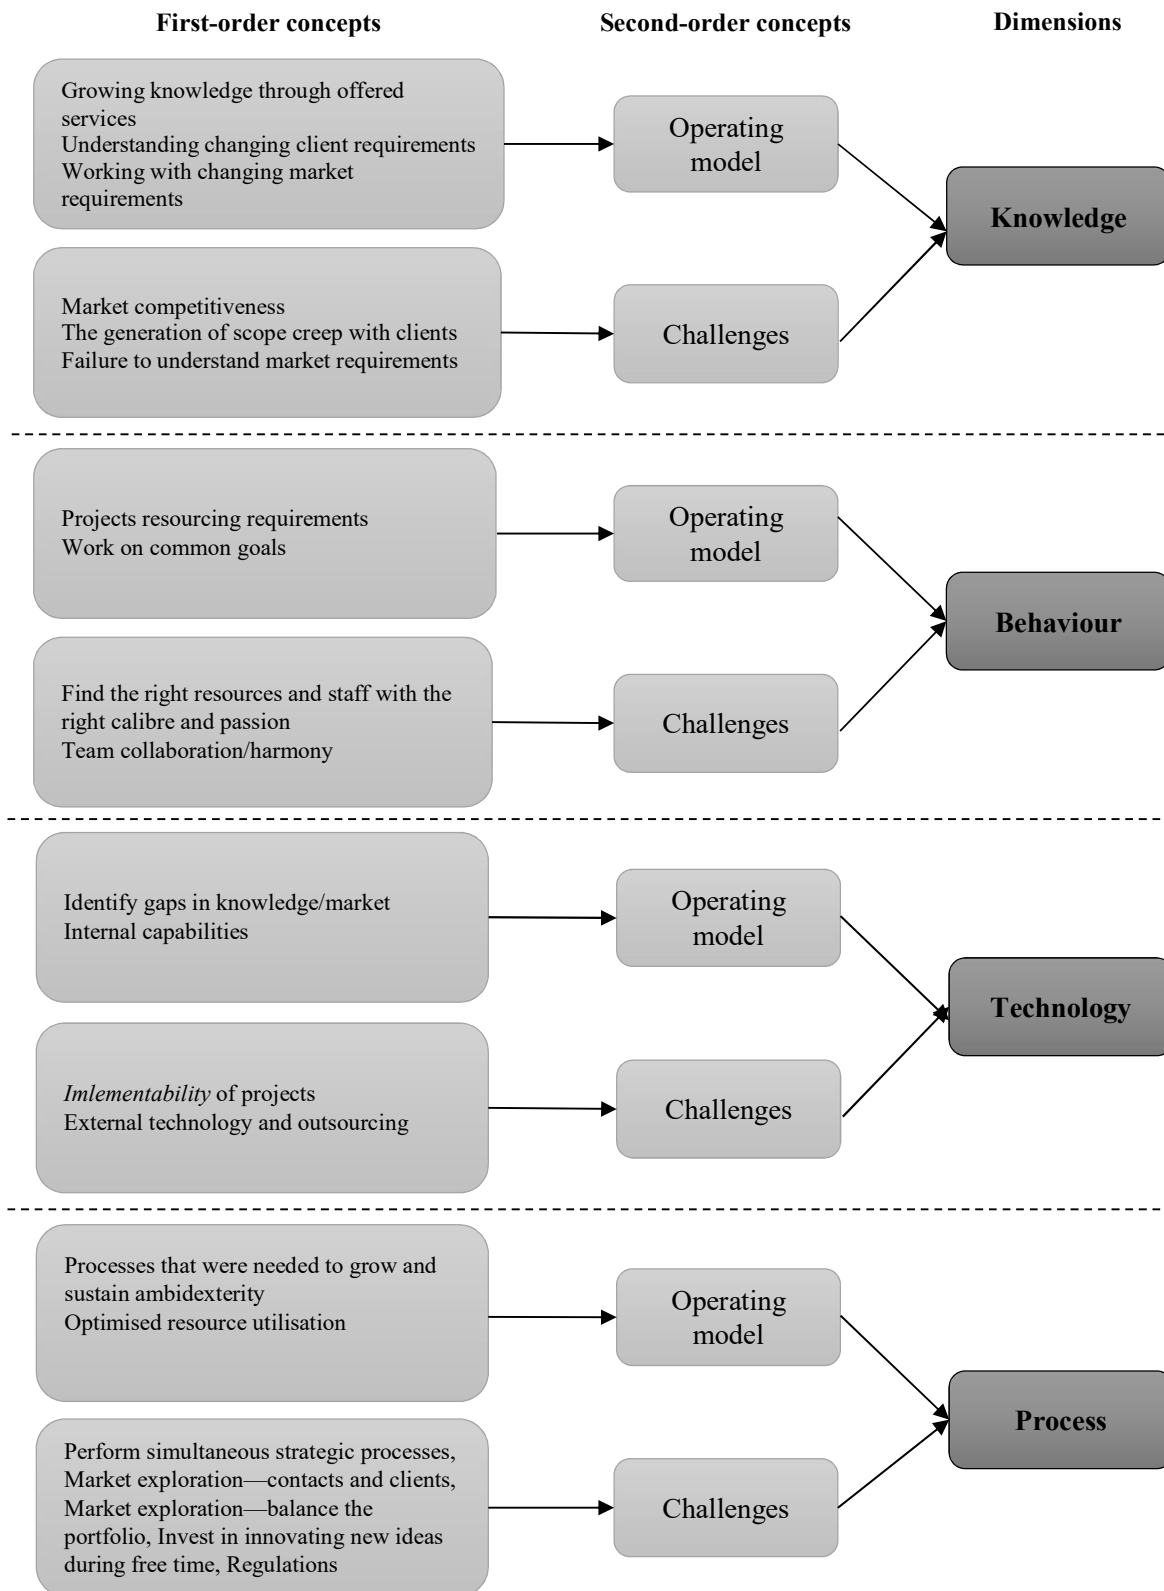 First-order concepts
Second-order concepts
Dimensions
Growing knowledge through offered
services
Understanding changing client requirements
Working with changing market
requirements
Operating
model
Knowledge
Market competitiveness
The generation of scope creep with clients
Failure to understand market requirements
Challenges
Projects resourcing requirements
Work on common goals
Operating
model
Behaviour
Find the right resources and staff with the
right calibre and passion
Team collaboration/harmony
Challenges
Identify gaps in knowledge/market
Internal capabilities
Operating
model
Technology
Imlementability of projects
External technology and outsourcing
Challenges
Processes that were needed to grow and
sustain ambidexterity
Optimised resource utilisation
Operating
model
Process
Perform simultaneous strategic processes,
Market exploration—contacts and clients,
Market exploration—balance the
portfolio, Invest in innovating new ideas
during free time, Regulations
Challenges